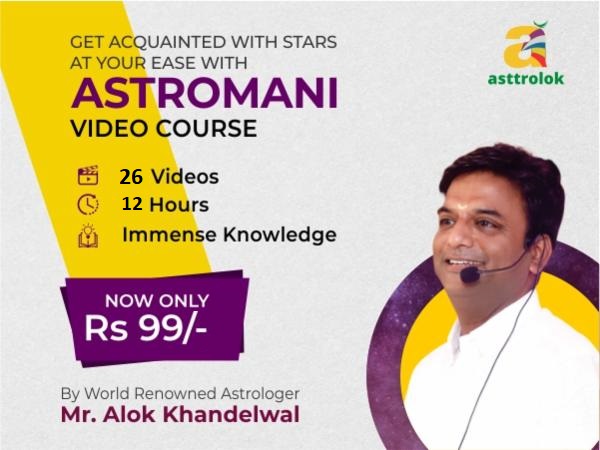 GET ACQUAINTED WITH STARS
AT YOUR EASE WITH
ASTROMANI
VIDEO COURSE
26 Videos
12 Hours
Immense Knowledge
NOW ONLY
Rs 99/-
By World Renowned Astrologer
Mr. Alok Khandelwal
asttrolok